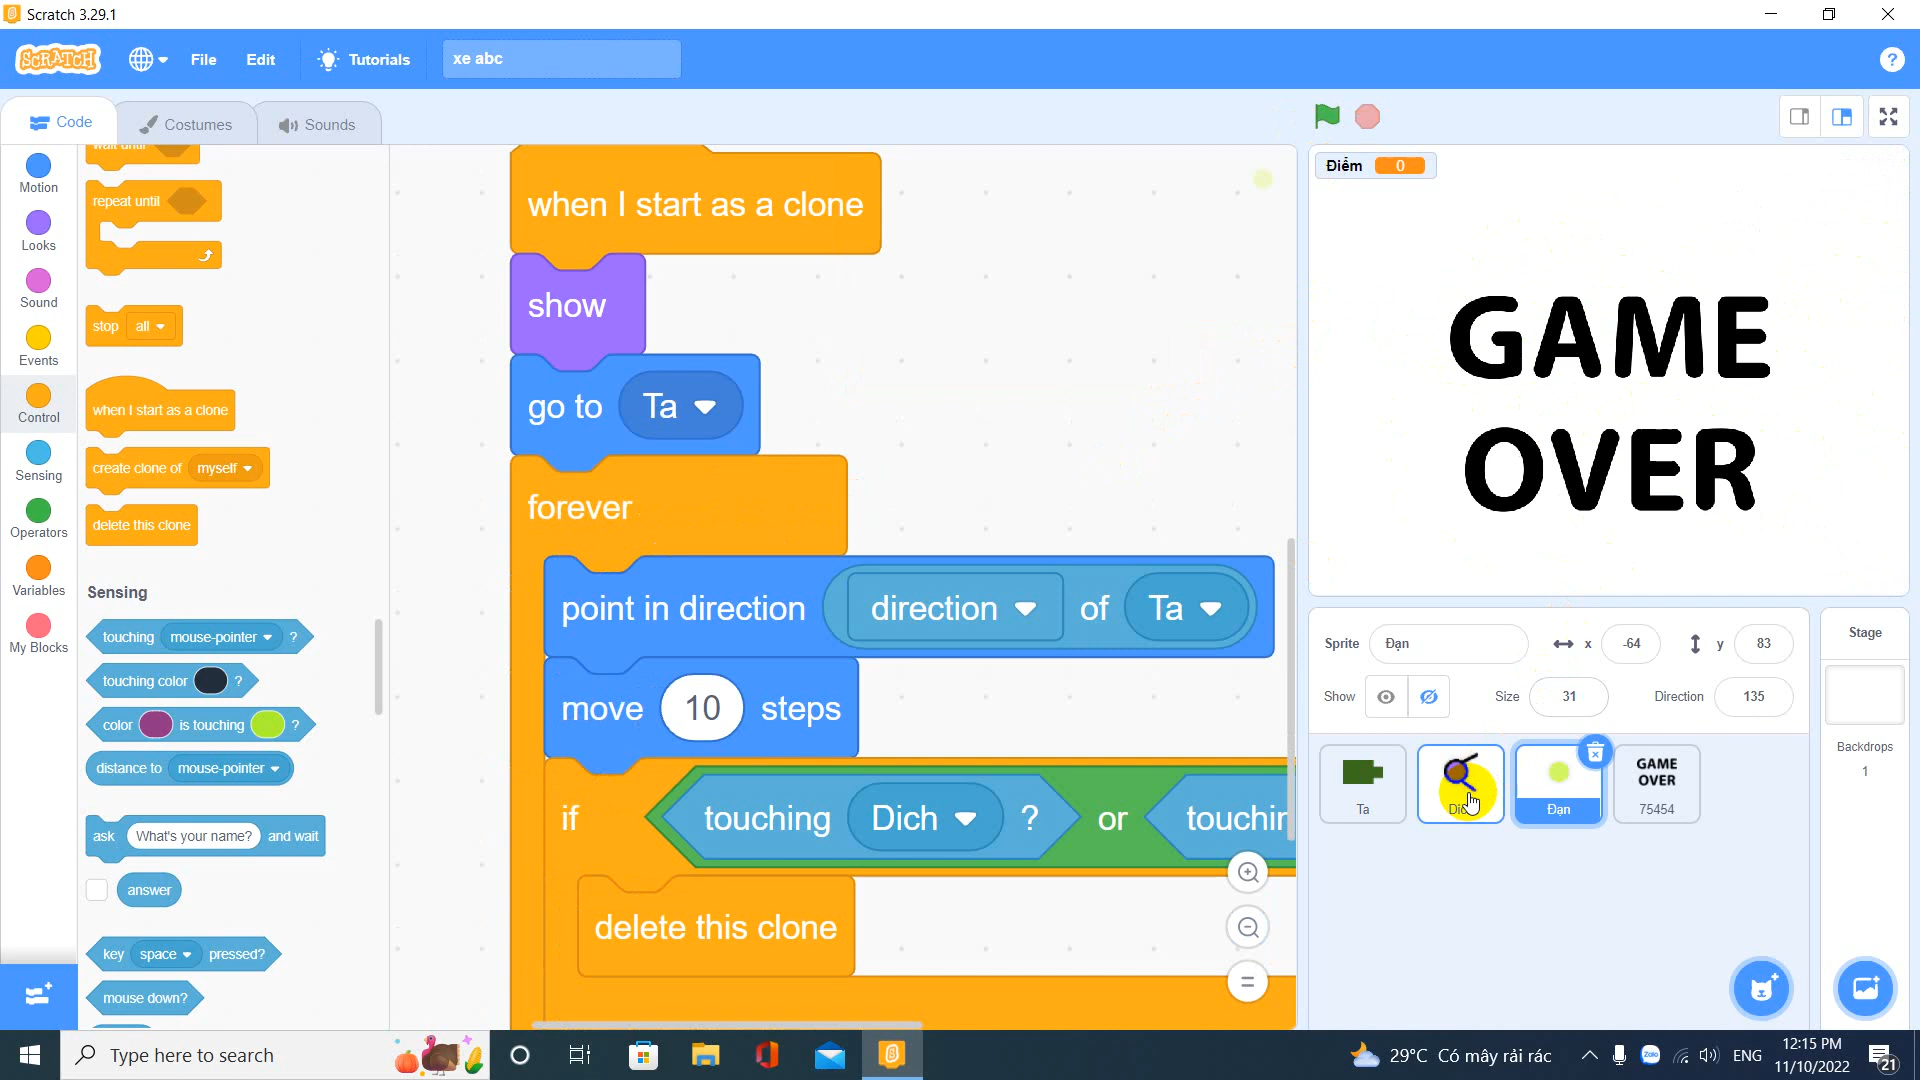 Scratch 3.29.1
SCRATCH
File
Edit
Tutorials
xe abc
Code
Costumes
Sounds
Motion
Looks
Sound
Events
Control
Sensing
Operators
Variables
My Blocks
wait until
repeat until
stop all
when I start as a clone
create clone of myself
delete this clone
Sensing
touching mouse-pointer ?
touching color ?
color is touching ?
distance to mouse-pointer
ask What's your name? and wait
answer
key space pressed?
mouse down?
when I start as a clone
show
go to Ta
forever
point in direction direction of Ta
move 10 steps
if touching Dich ? or
delete this clone
Điểm 0
GAME
OVER
Sprite Đạn x -64 y 83
Show Size 31 Direction 135
Ta
Đạn
GAME
OVER
75454
Stage
Backdrops
1
Type here to search
29°C Có mây rải rác
Zalo
ENG
12:15 PM
11/10/2022
21